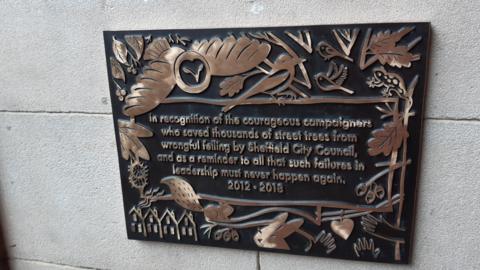 in recognition of the courageous campaigners
who saved thousands of street trees from
wrongful felling by Sheffield City Council,
and as a reminder to all that such failures in
leadership must never happen again.
2012 - 2018